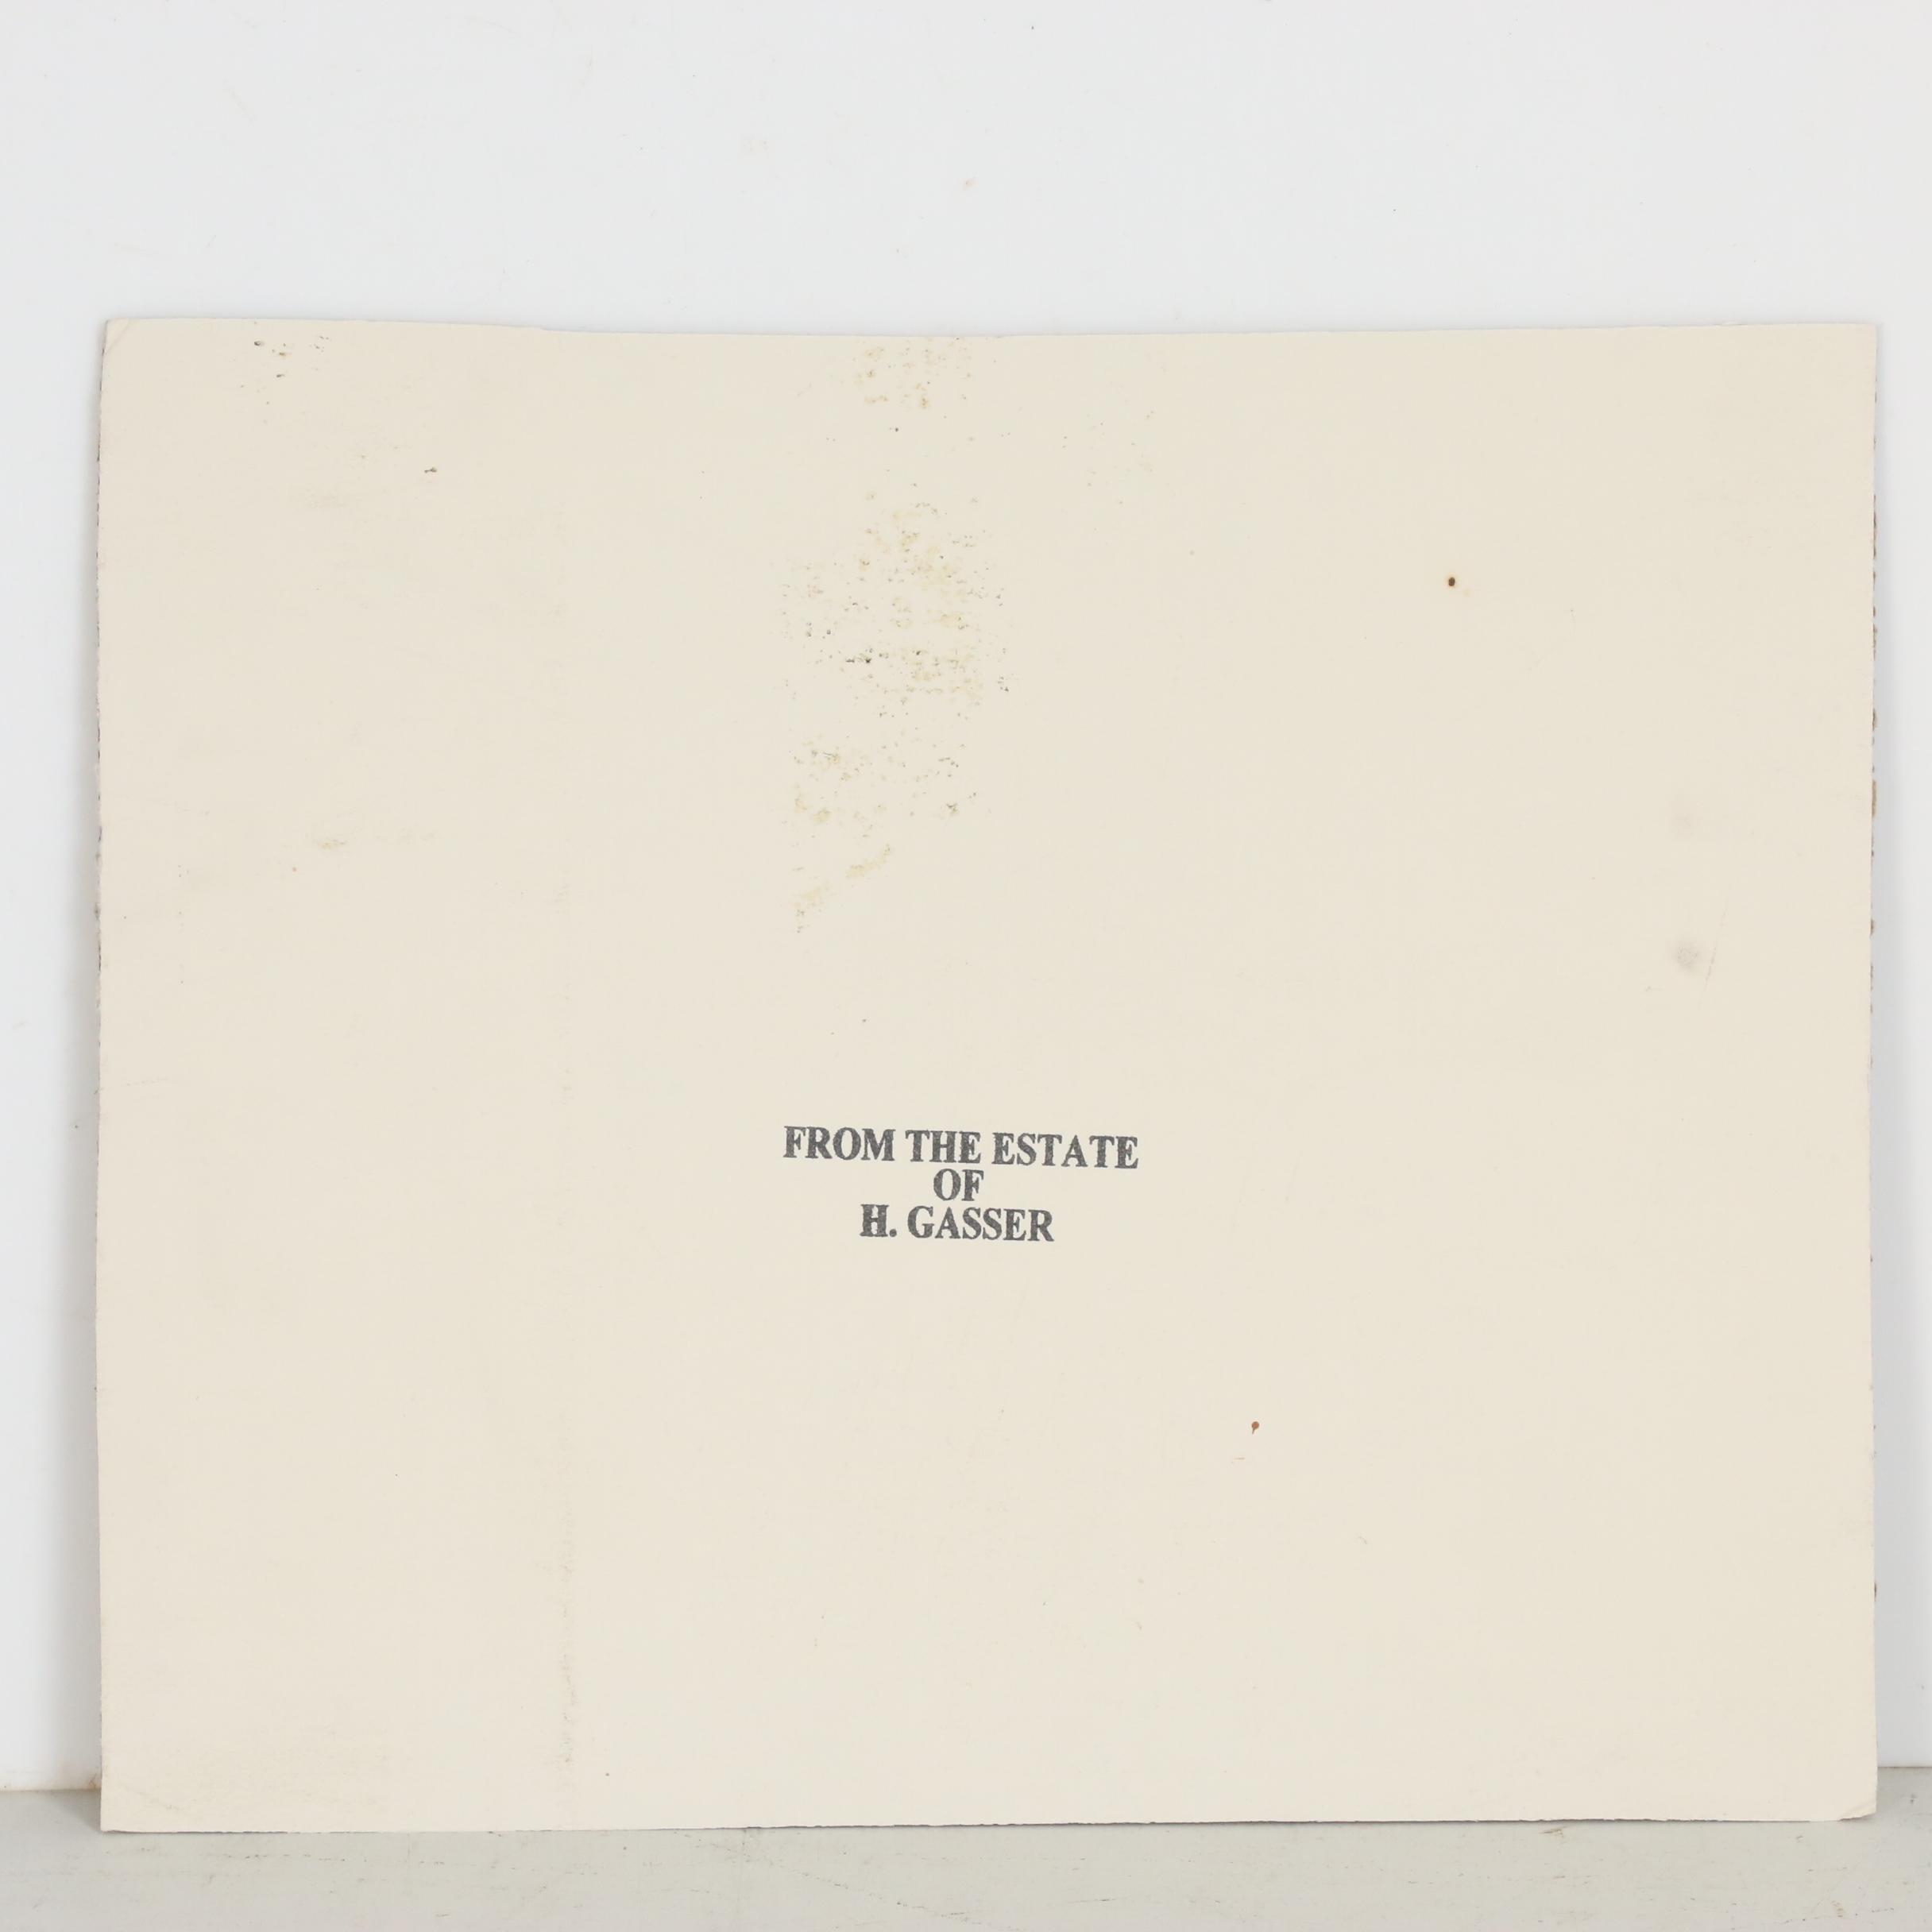 FROM THE ESTATE
OF
H. GASSER